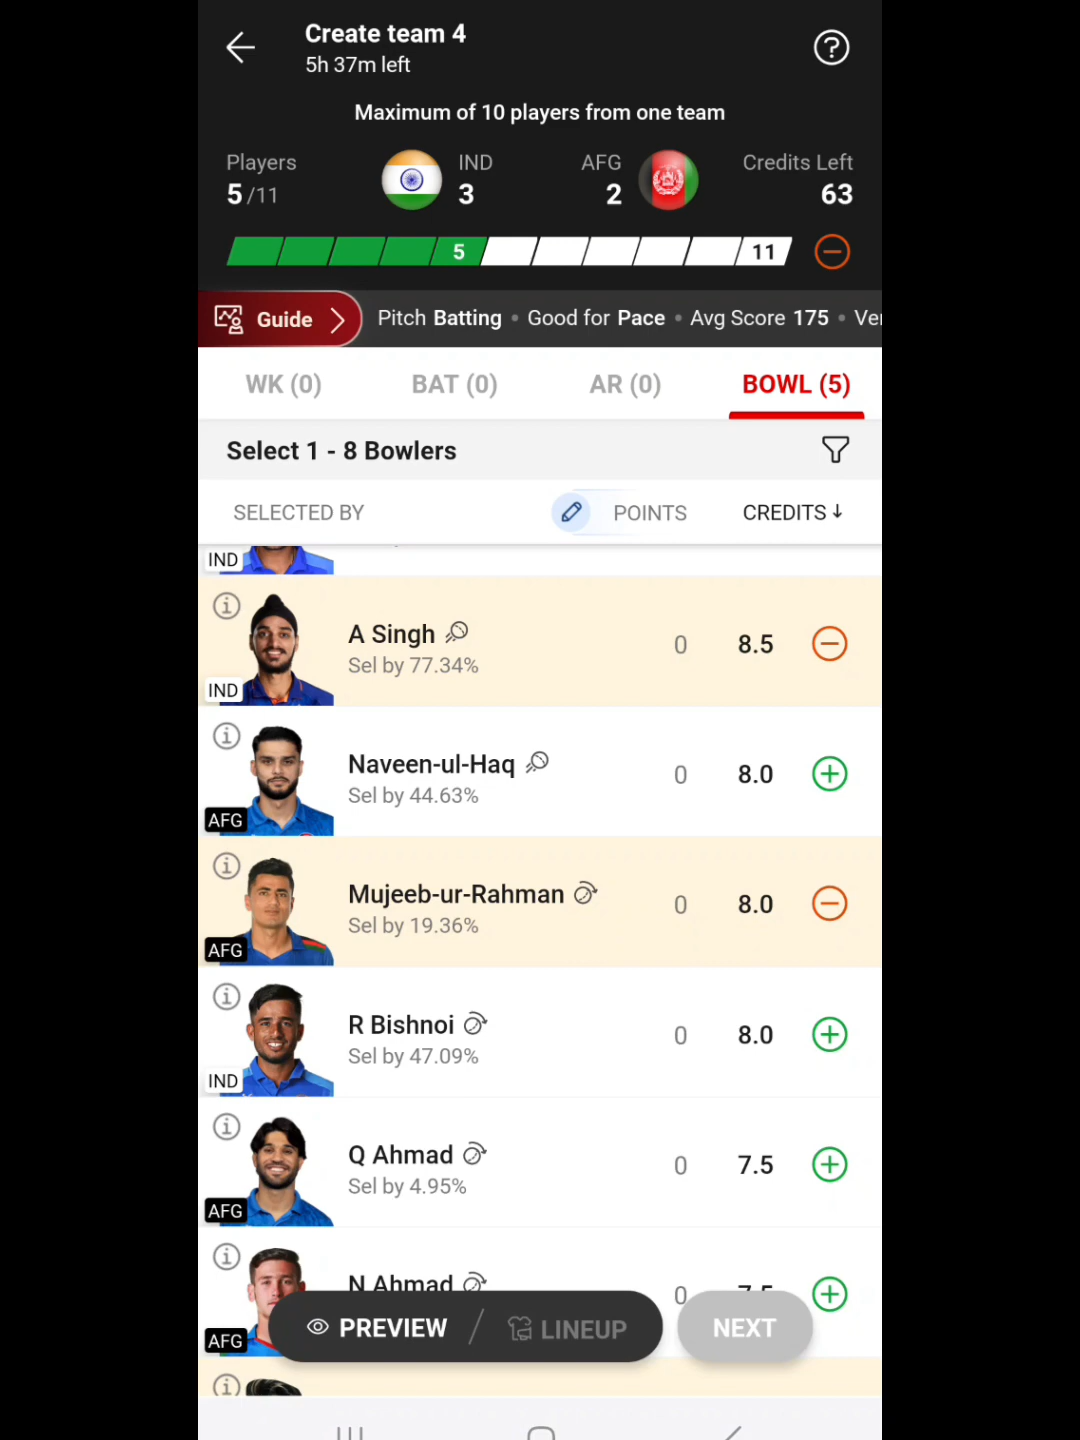 Create team 4
5h 37m left
Maximum of 10 players from one team
Players IND AFG Credits Left
5/11 3 2 63
5 11
Guide Pitch Batting • Good for Pace • Avg Score 175 •
WK (0) BAT (0) AR (0) BOWL (5)
Select 1 - 8 Bowlers
SELECTED BY POINTS CREDITS↓
IND
A Singh 0 8.5
Sel by 77.34%
IND
Naveen-ul-Haq 0 8.0
Sel by 44.63%
AFG
Mujeeb-ur-Rahman 0 8.0
Sel by 19.36%
AFG
R Bishnoi 0 8.0
Sel by 47.09%
IND
Q Ahmad 0 7.5
Sel by 4.95%
AFG
N Ahmad 0 7.5
AFG
PREVIEW / LINEUP NEXT